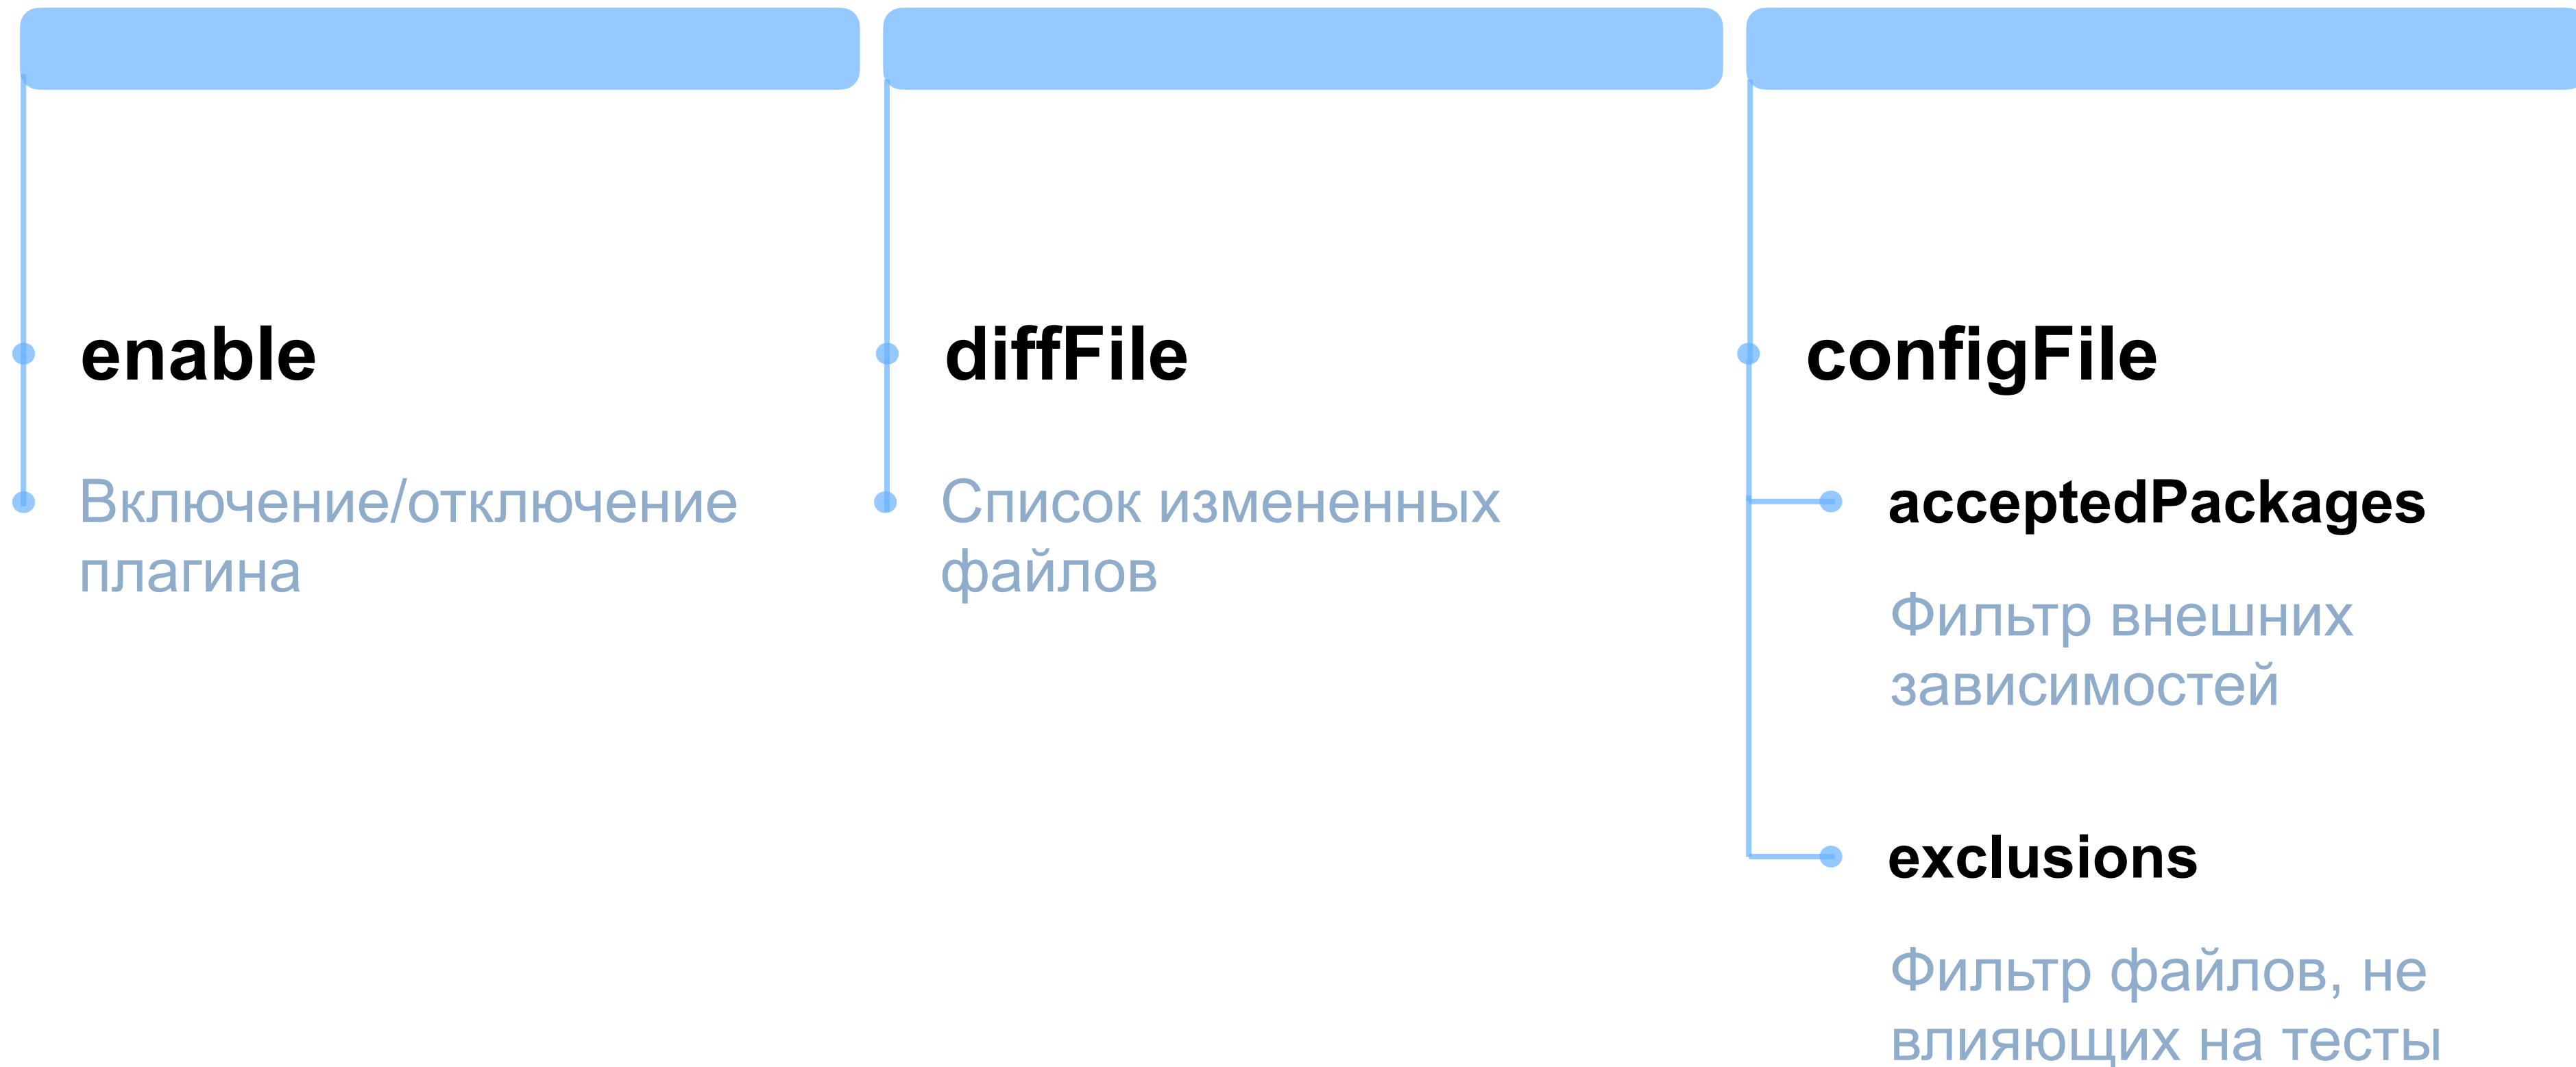 enable
Включение/отключение
плагина
diffFile
Список измененных
файлов
configFile
acceptedPackages
Фильтр внешних
зависимостей
exclusions
Фильтр файлов, не
влияющих на тесты